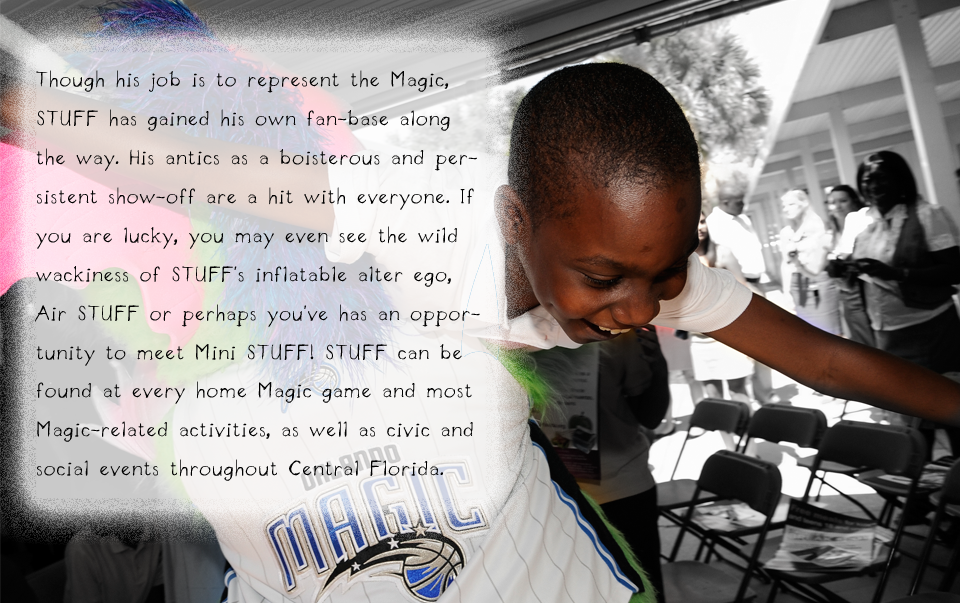 Though his job is to represent the Magic,
STUFF has gained his own fan-base along
the way. His antics as a boisterous and per-
sistent show-off are a hit with everyone. If
you are lucky, you may even see the wild
wackiness of STUFF's inflatable alter ego,
Air STUFF or perhaps you've has an oppor-
tunity to meet Mini STUFF! STUFF can be
found at every home Magic game and most
Magic-related activities, as well as civic and
social events throughout Central Florida.
ORLANDO
MAGIC